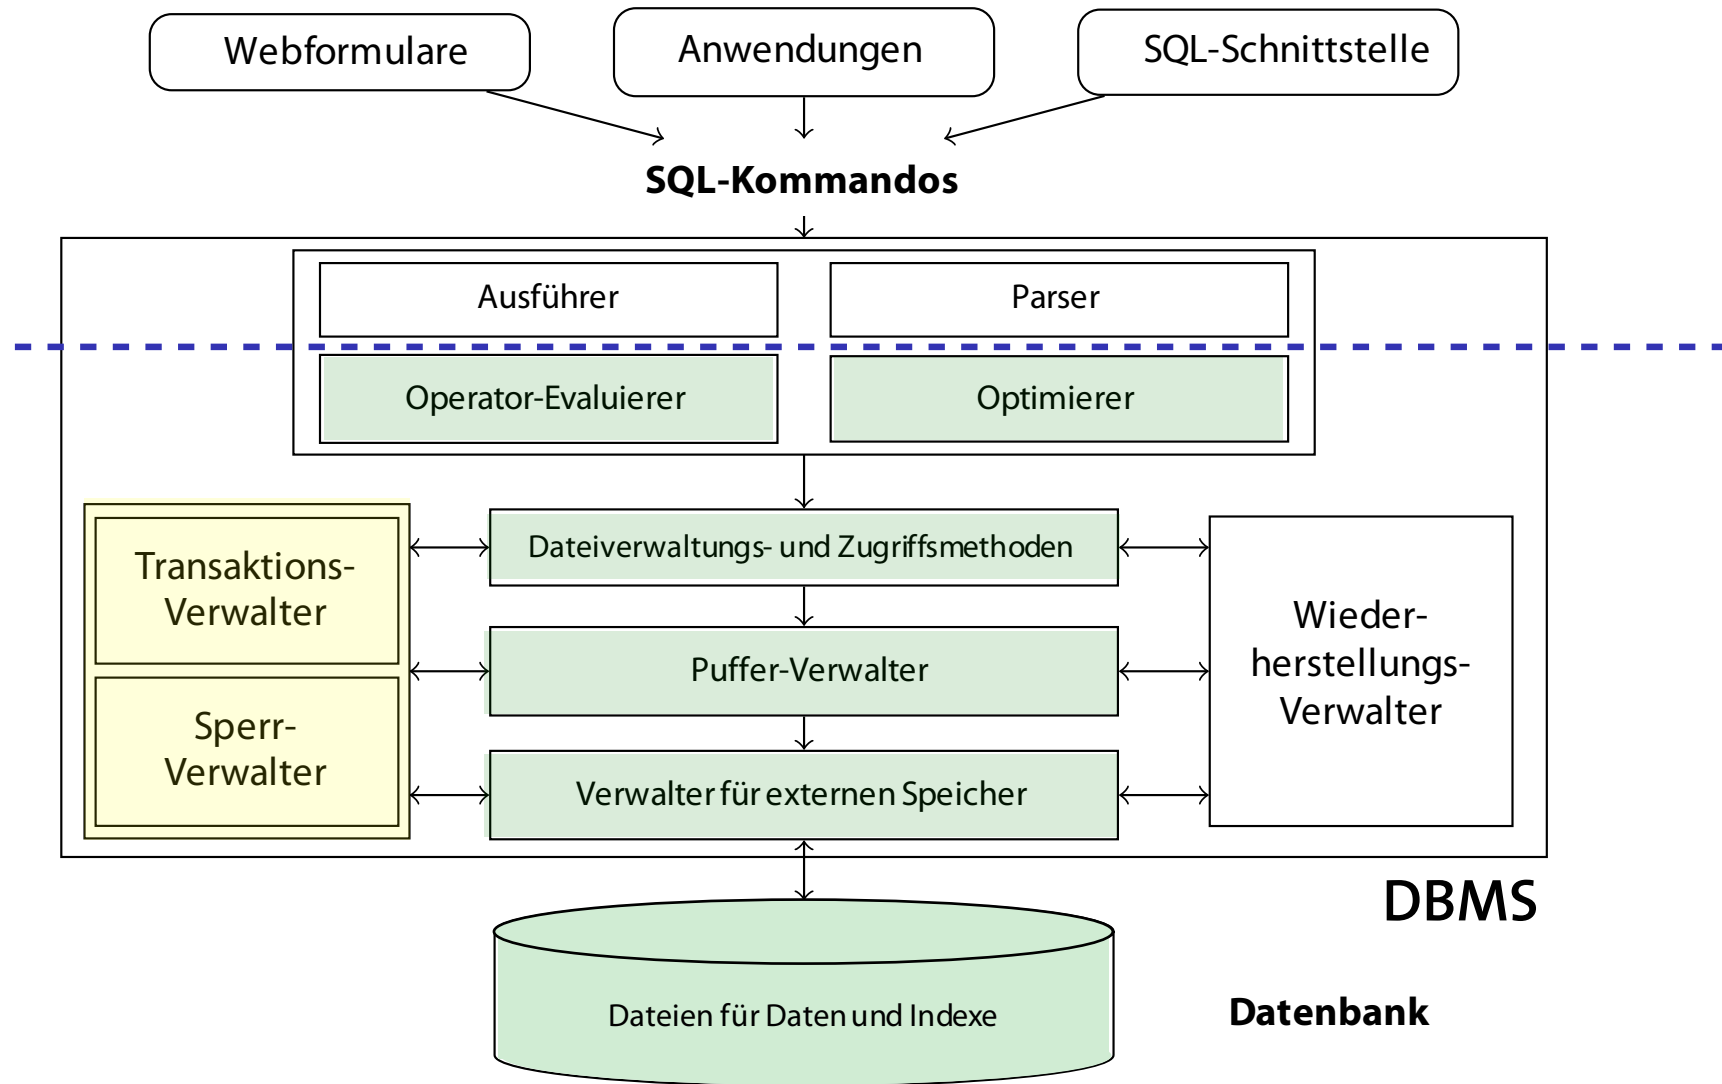 Webformulare
Anwendungen
SQL-Schnittstelle
SQL-Kommandos
Ausführer
Parser
Operator-Evaluierer
Optimierer
Transaktions-
Verwalter
Sperr-
Verwalter
Dateiverwaltungs- und Zugriffsmethoden
Puffer-Verwalter
Verwalter für externen Speicher
Wieder-
herstellungs-
Verwalter
DBMS
Dateien für Daten und Indexe
Datenbank